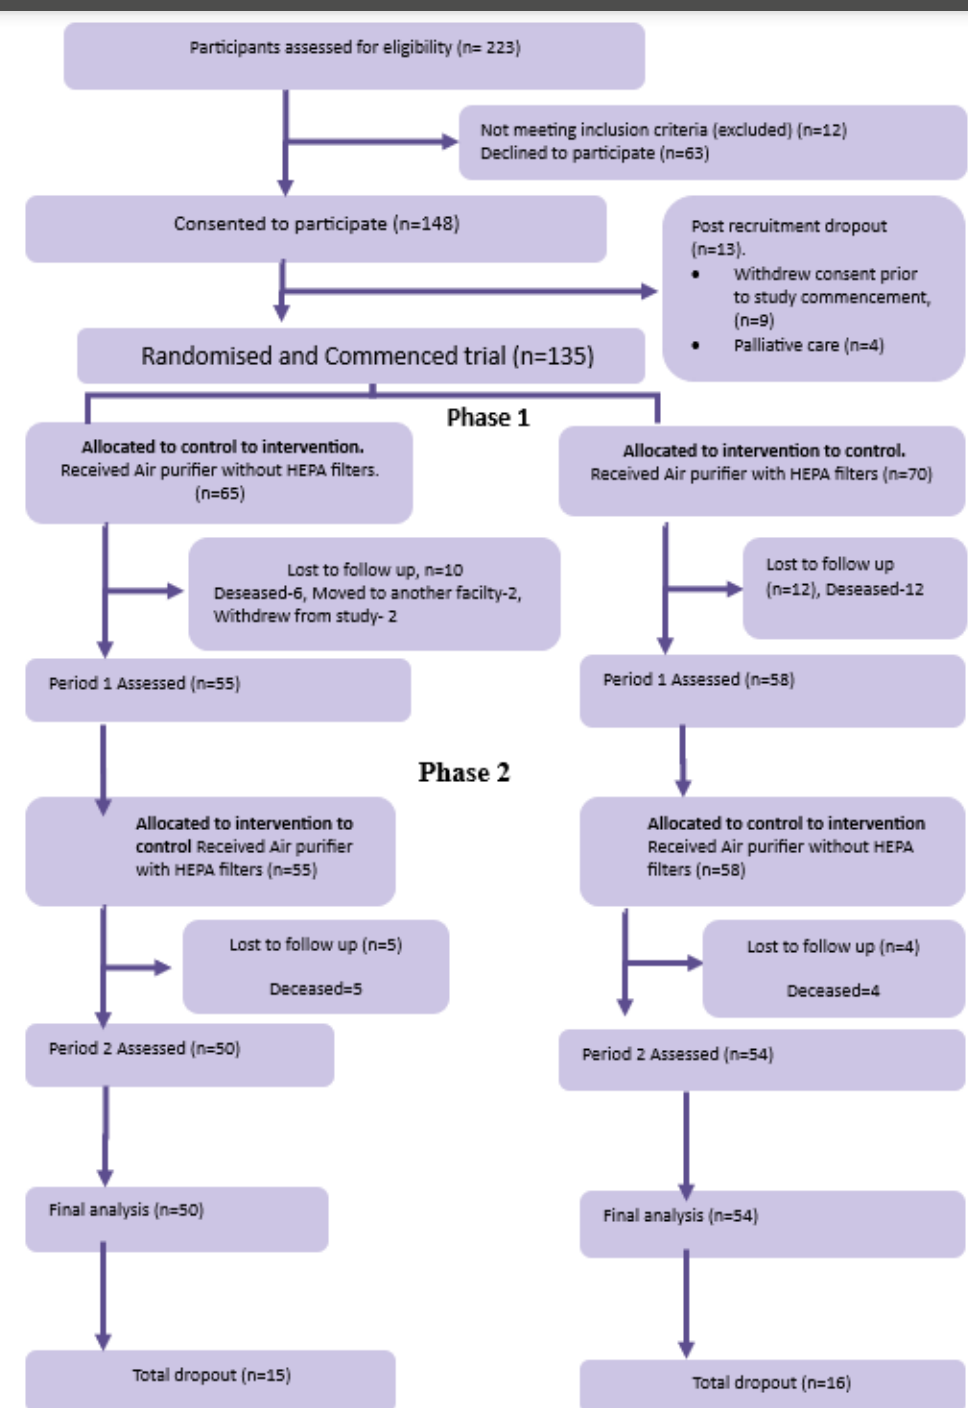 Participants assessed for eligibility (n= 223)
Not meeting inclusion criteria (excluded) (n=12)
Declined to participate (n=63)
Consented to participate (n=148)
Post recruitment dropout
(n=13).
• Withdrew consent prior
to study commencement,
(n=9)
• Palliative care (n=4)
Randomised and Commenced trial (n=135)
Phase 1
Allocated to control to intervention.
Received Air purifier without HEPA filters.
(n=65)
Allocated to intervention to control.
Received Air purifier with HEPA filters (n=70)
Lost to follow up, n=10
Deseased-6, Moved to another facilty-2,
Withdrew from study- 2
Lost to follow up
(n=12), Deseased-12
Period 1 Assessed (n=55)
Period 1 Assessed (n=58)
Phase 2
Allocated to intervention to
control Received Air purifier
with HEPA filters (n=55)
Allocated to control to intervention
Received Air purifier without HEPA
filters (n=58)
Lost to follow up (n=5)
Deceased=5
Lost to follow up (n=4)
Deceased=4
Period 2 Assessed (n=50)
Period 2 Assessed (n=54)
Final analysis (n=50)
Final analysis (n=54)
Total dropout (n=15)
Total dropout (n=16)